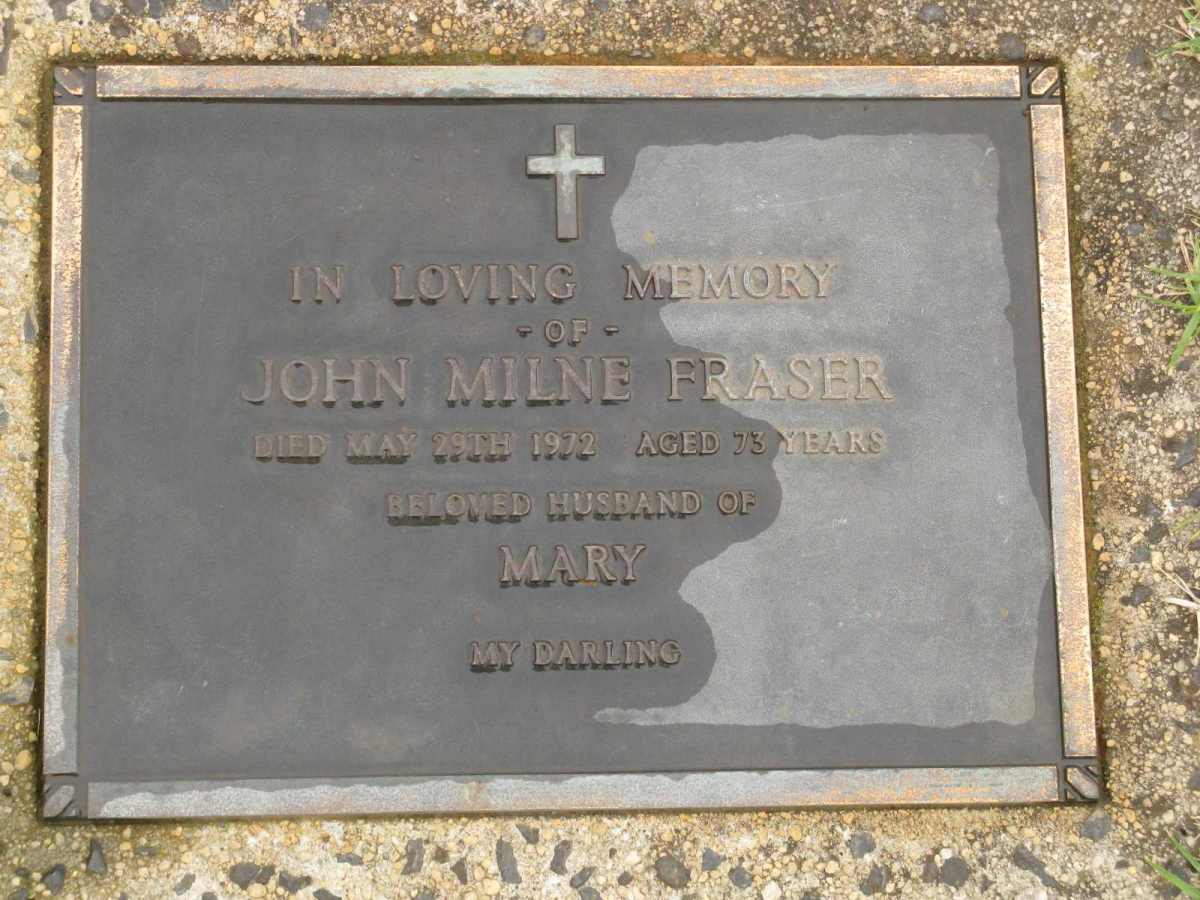 IN LOVING MEMORY
- OF -
JOHN MILNE FRASER
DIED MAY 29TH 1972 AGED 73 YEARS
BELOVED HUSBAND OF
MARY
MY DARLING